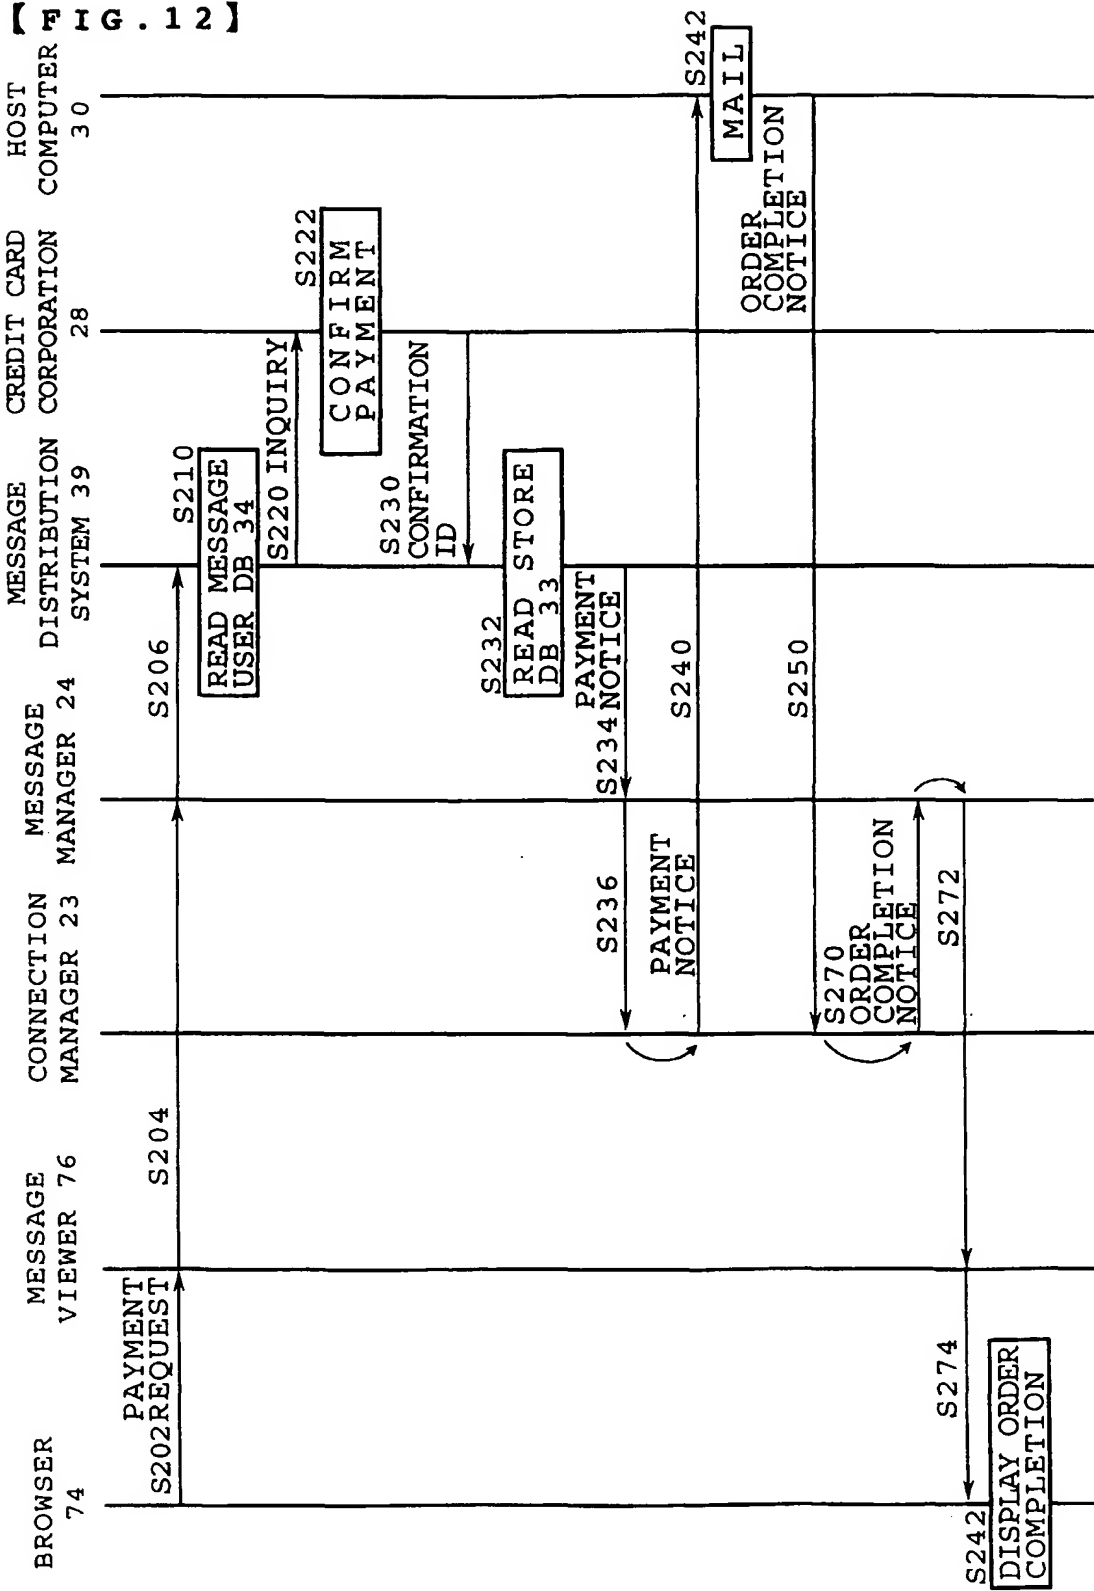 【FIG.12】
BROWSER
74
MESSAGE
VIEWER 76
CONNECTION
MANAGER 23
MESSAGE
MANAGER 24
MESSAGE
DISTRIBUTION
SYSTEM 39
CREDIT CARD
CORPORATION
28
HOST
COMPUTER
30
PAYMENT
S202REQUEST
S204
S206
S210
READ MESSAGE
USER DB 34
S220 INQUIRY
S222
CONFIRM
PAYMENT
S230
CONFIRMATION
ID
S232
READ STORE
DB 33
PAYMENT
S234NOTICE
S236
PAYMENT
NOTICE
S240
S242
MAIL
ORDER
COMPLETION
NOTICE
S250
S270
ORDER
COMPLETION
NOTICE
S272
S274
S242
DISPLAY ORDER
COMPLETION